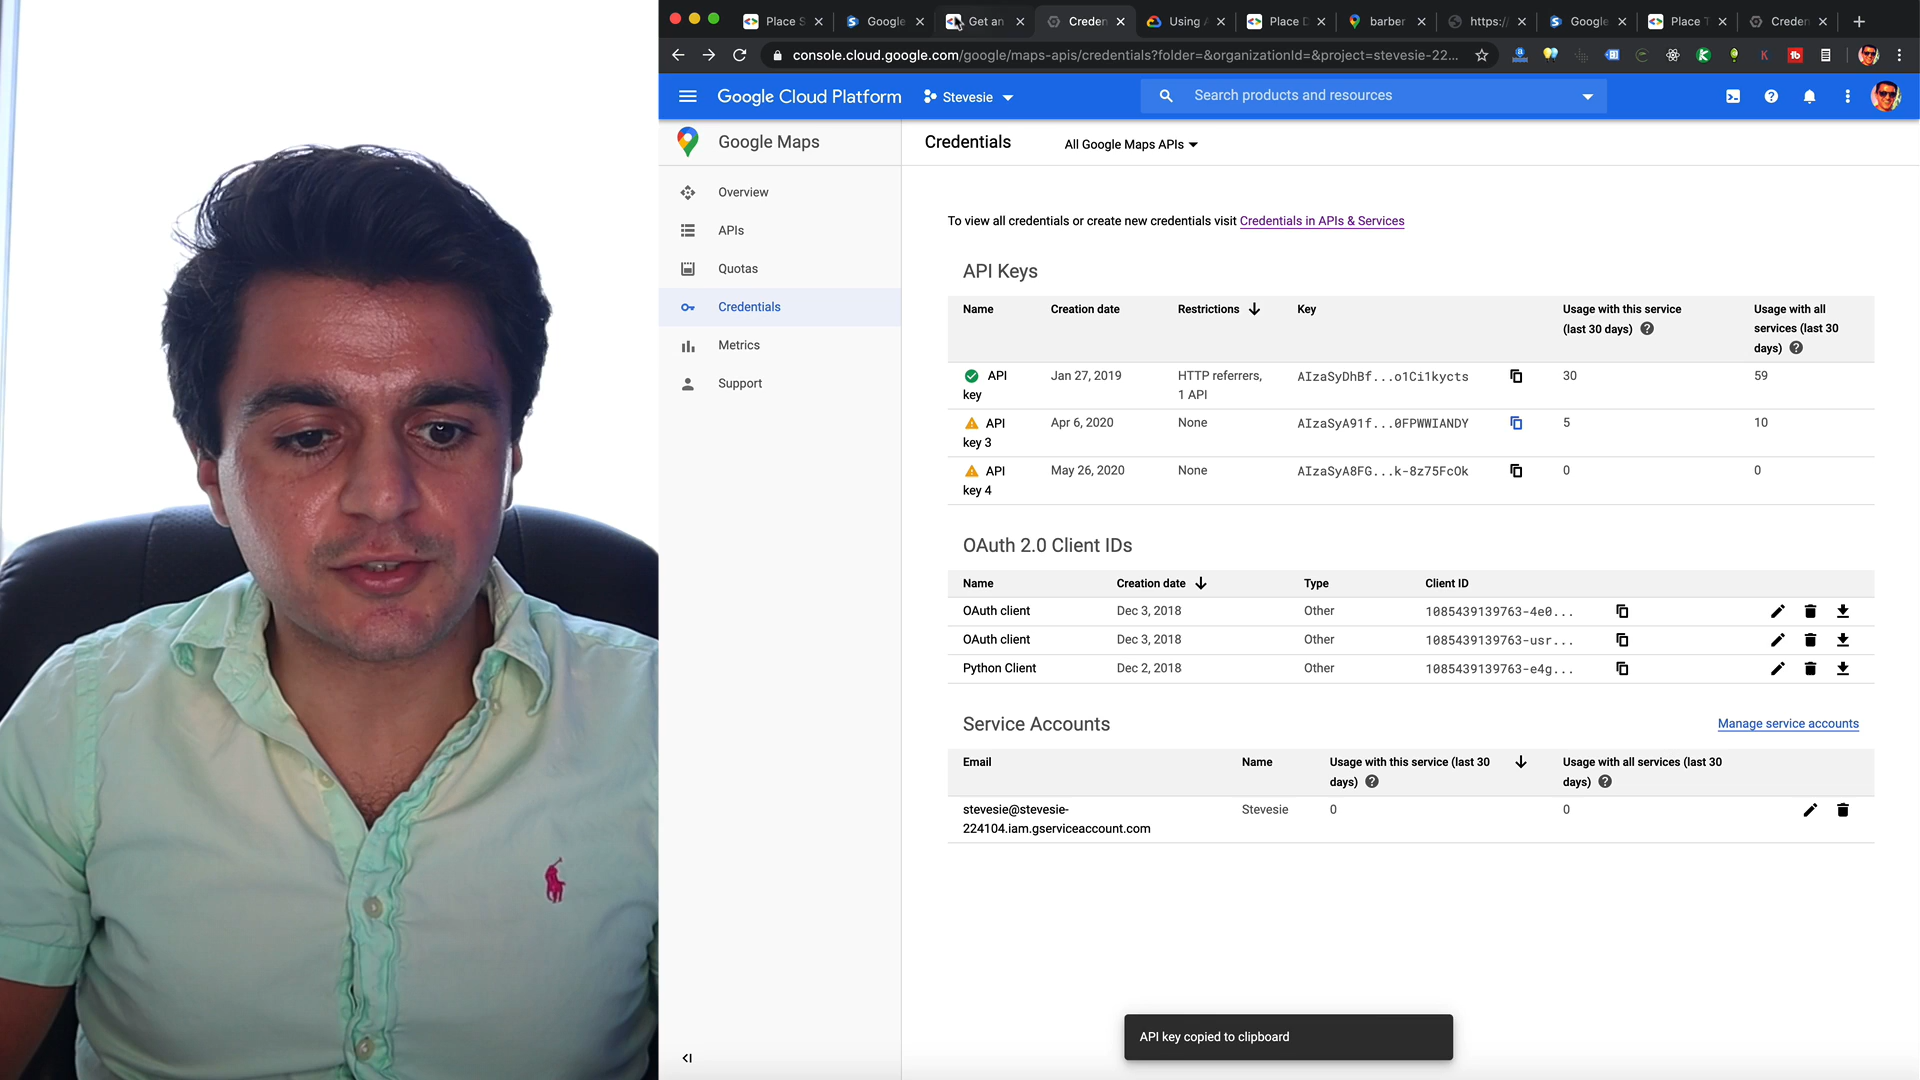 Place S
Google
Get an
Creden
Using
Place D
barber
https:/
Google
Place T
Creden
console.cloud.google.com/google/maps-apis/credentials?folder=&organizationId=&project=stevesie-22...
Google Cloud Platform
Stevesie
Search products and resources
Google Maps
Credentials
All Google Maps APIs
Overview
APIs
Quotas
Credentials
Metrics
Support
To view all credentials or create new credentials visit Credentials in APIs & Services
API Keys
Name
Creation date
Restrictions
Key
Usage with this service
(last 30 days)
Usage with all
services (last 30
days)
API
key
Jan 27, 2019
HTTP referrers,
1 API
AIzaSyDhBf...o1Ci1kycts
30
59
API
key 3
Apr 6, 2020
None
AIzaSyA91f...0FPWWIANDY
5
10
API
key 4
May 26, 2020
None
AIzaSyA8FG...k-8z75FcOk
0
0
OAuth 2.0 Client IDs
Name
Creation date
Type
Client ID
OAuth client
Dec 3, 2018
Other
1085439139763-4e0...
OAuth client
Dec 3, 2018
Other
1085439139763-usr...
Python Client
Dec 2, 2018
Other
1085439139763-e4g...
Service Accounts
Manage service accounts
Email
Name
Usage with this service (last 30
days)
Usage with all services (last 30
days)
stevesie@stevesie-
224104.iam.gserviceaccount.com
Stevesie
0
0
API key copied to clipboard